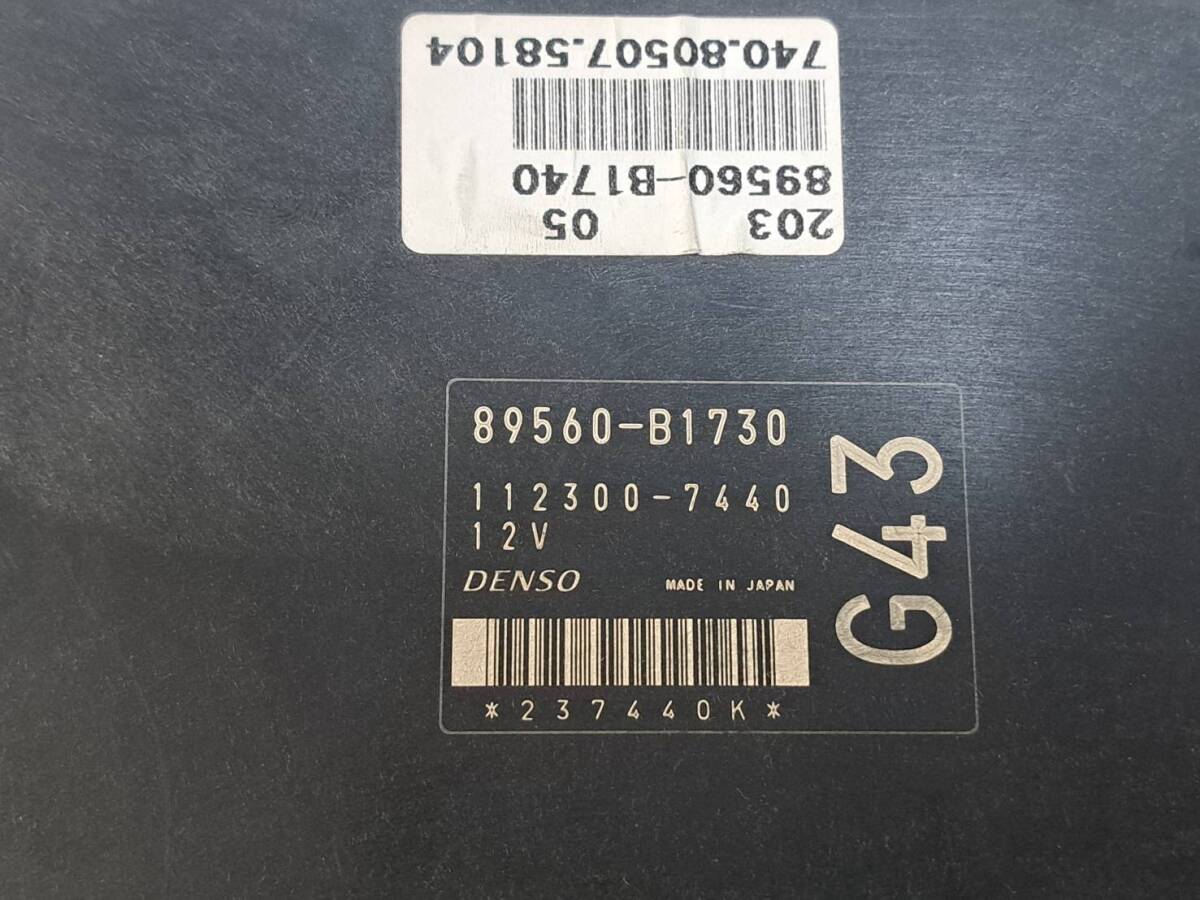 203 05
89560-B1740
740.80507.58104
89560-B1730
112300-7440
12V
DENSO MADE IN JAPAN
*237440K*
G43